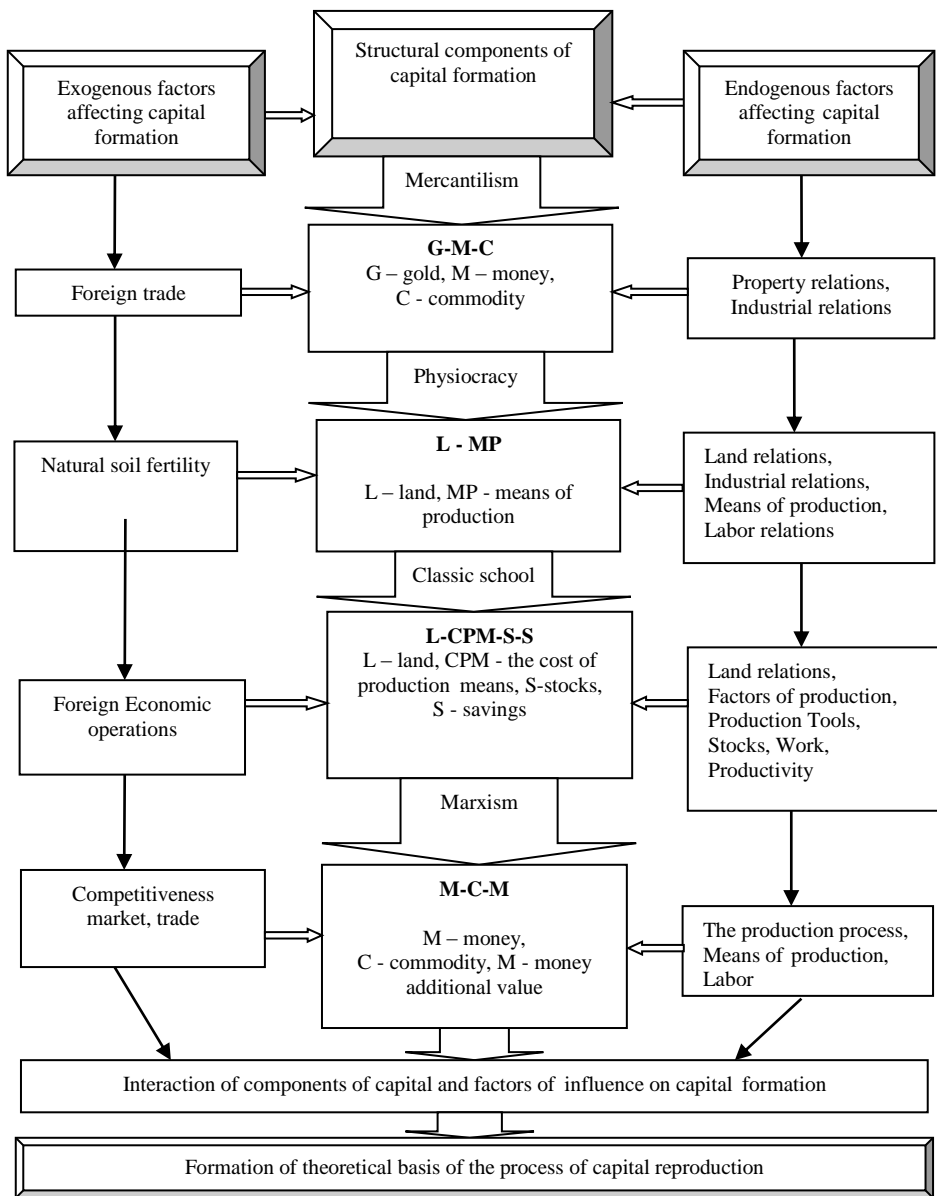 Structural components of
capital formation
Exogenous factors
affecting capital
formation
Endogenous factors
affecting capital
formation
Mercantilism
G-M-C
G – gold, M – money,
C - commodity
Foreign trade
Property relations,
Industrial relations
Physiocracy
L - MP
L – land, MP - means of
production
Natural soil fertility
Land relations,
Industrial relations,
Means of production,
Labor relations
Classic school
L-CPM-S-S
L – land, CPM - the cost of
production means, S-stocks,
S - savings
Foreign Economic
operations
Land relations,
Factors of production,
Production Tools,
Stocks, Work,
Productivity
Marxism
M-C-M
M – money,
C - commodity, M - money
additional value
Competitiveness
market, trade
The production process,
Means of production,
Labor
Interaction of components of capital and factors of influence on capital formation
Formation of theoretical basis of the process of capital reproduction